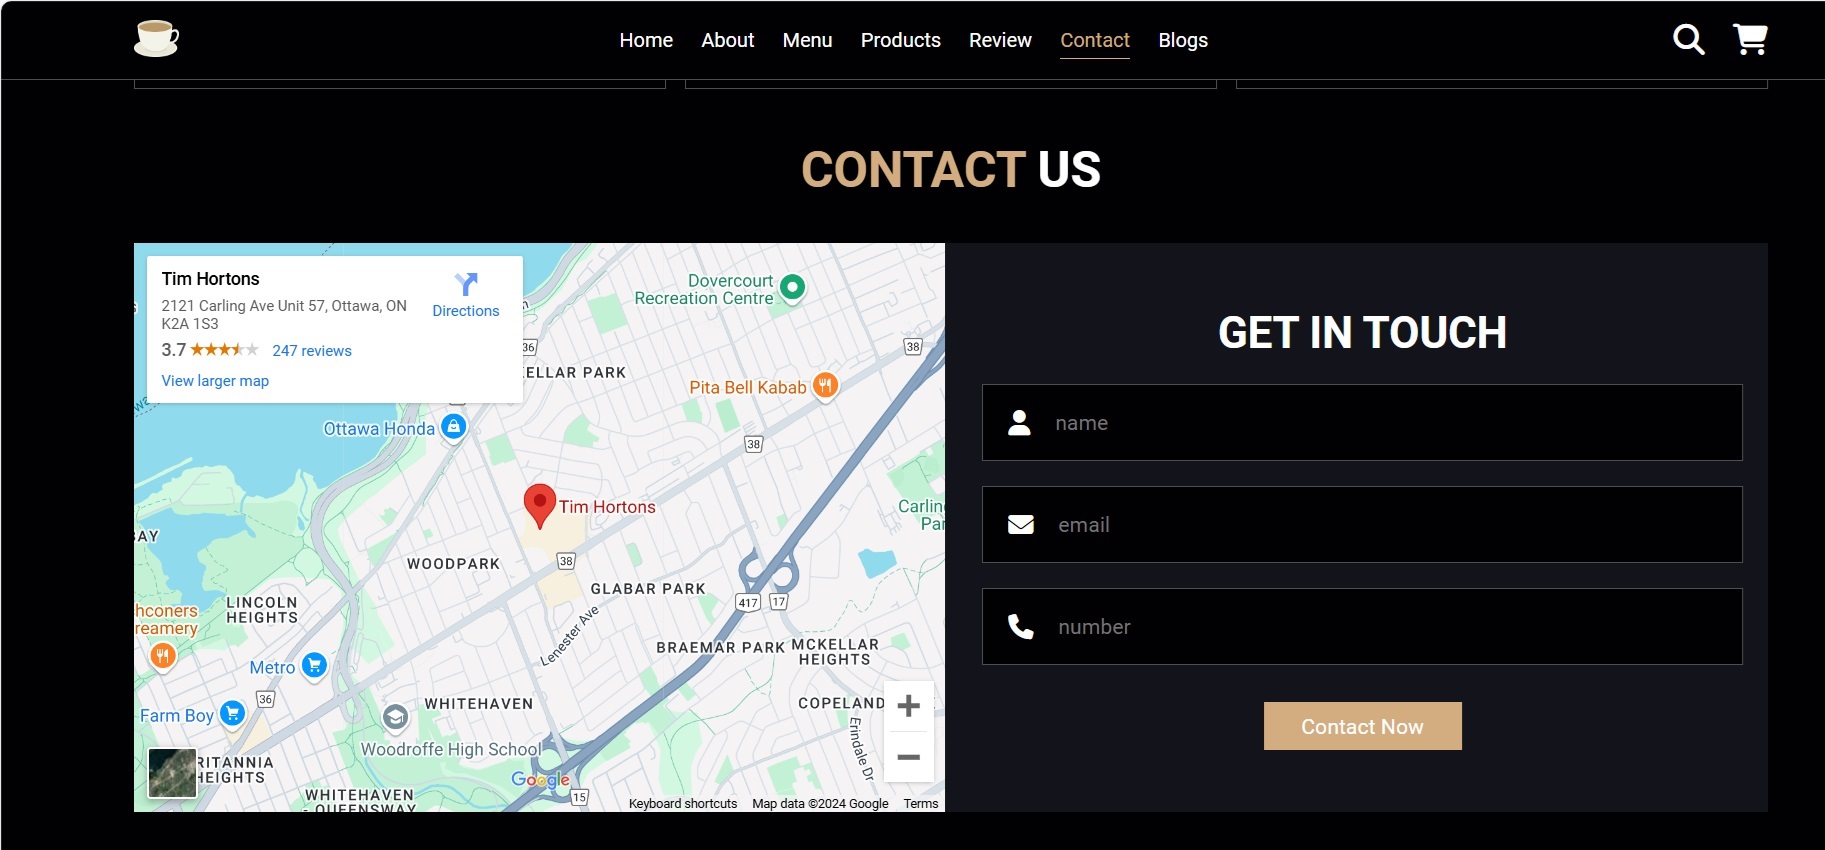 Home About Menu Products Review Contact Blogs
CONTACT US
Tim Hortons
2121 Carling Ave Unit 57, Ottawa, ON
K2A 1S3
Directions
3.7
247 reviews
View larger map
Dovercourt
Recreation Centre
36
38
ELLAR PARK
Pita Bell Kabab
Ottawa Honda
38
Tim Hortons
Carlin
Par
BAY
38
WOODPARK
GLABAR PARK
417
17
hconers
reamery
LINCOLN
HEIGHTS
Lenester Ave
BRAEMAR PARK
MCKELLAR
HEIGHTS
Metro
36
WHITEHAVEN
COPELAND
Farm Boy
Erindale Dr
Woodroffe High School
RITANNIA
HEIGHTS
Google
WHITEHAVEN
- QUEENSWAY
15
Keyboard shortcuts Map data ©2024 Google Terms
GET IN TOUCH
name
email
number
Contact Now